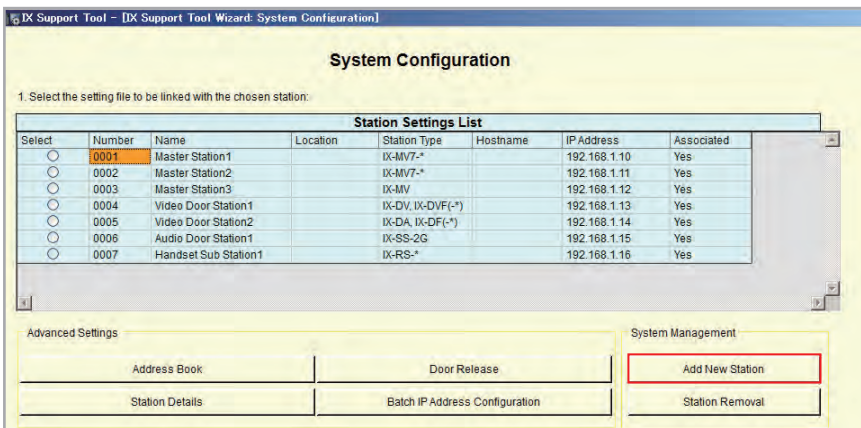 IX Support Tool - [IX Support Tool Wizard: System Configuration]
System Configuration
1. Select the setting file to be linked with the chosen station:
Station Settings List
Select Number Name Location Station Type Hostname IP Address Associated
0001 Master Station1 IX-MV7-* 192.168.1.10 Yes
0002 Master Station2 IX-MV7-* 192.168.1.11 Yes
0003 Master Station3 IX-MV 192.168.1.12 Yes
0004 Video Door Station1 IX-DV, IX-DVF(-*) 192.168.1.13 Yes
0005 Video Door Station2 IX-DA, IX-DF(-*) 192.168.1.14 Yes
0006 Audio Door Station1 IX-SS-2G 192.168.1.15 Yes
0007 Handset Sub Station1 IX-RS-* 192.168.1.16 Yes
Advanced Settings System Management
Address Book Door Release Add New Station
Station Details Batch IP Address Configuration Station Removal